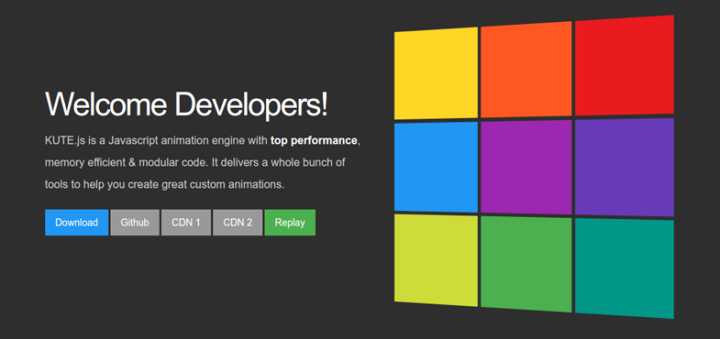 Welcome Developers!
KUTE.js is a Javascript animation engine with top performance,
memory efficient & modular code. It delivers a whole bunch of
tools to help you create great custom animations.
Download Github CDN 1 CDN 2 Replay